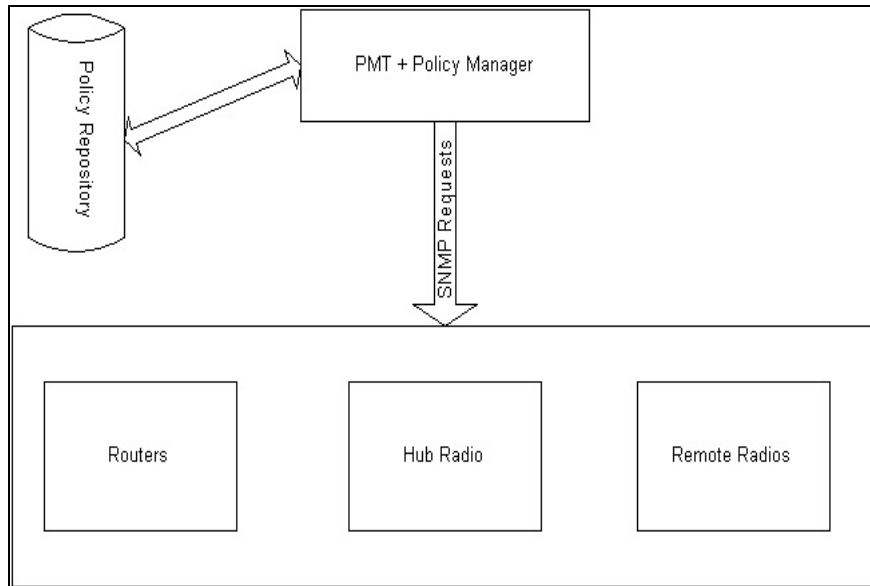 Policy Repository
PMT + Policy Manager
SNMP Requests
Routers
Hub Radio
Remote Radios